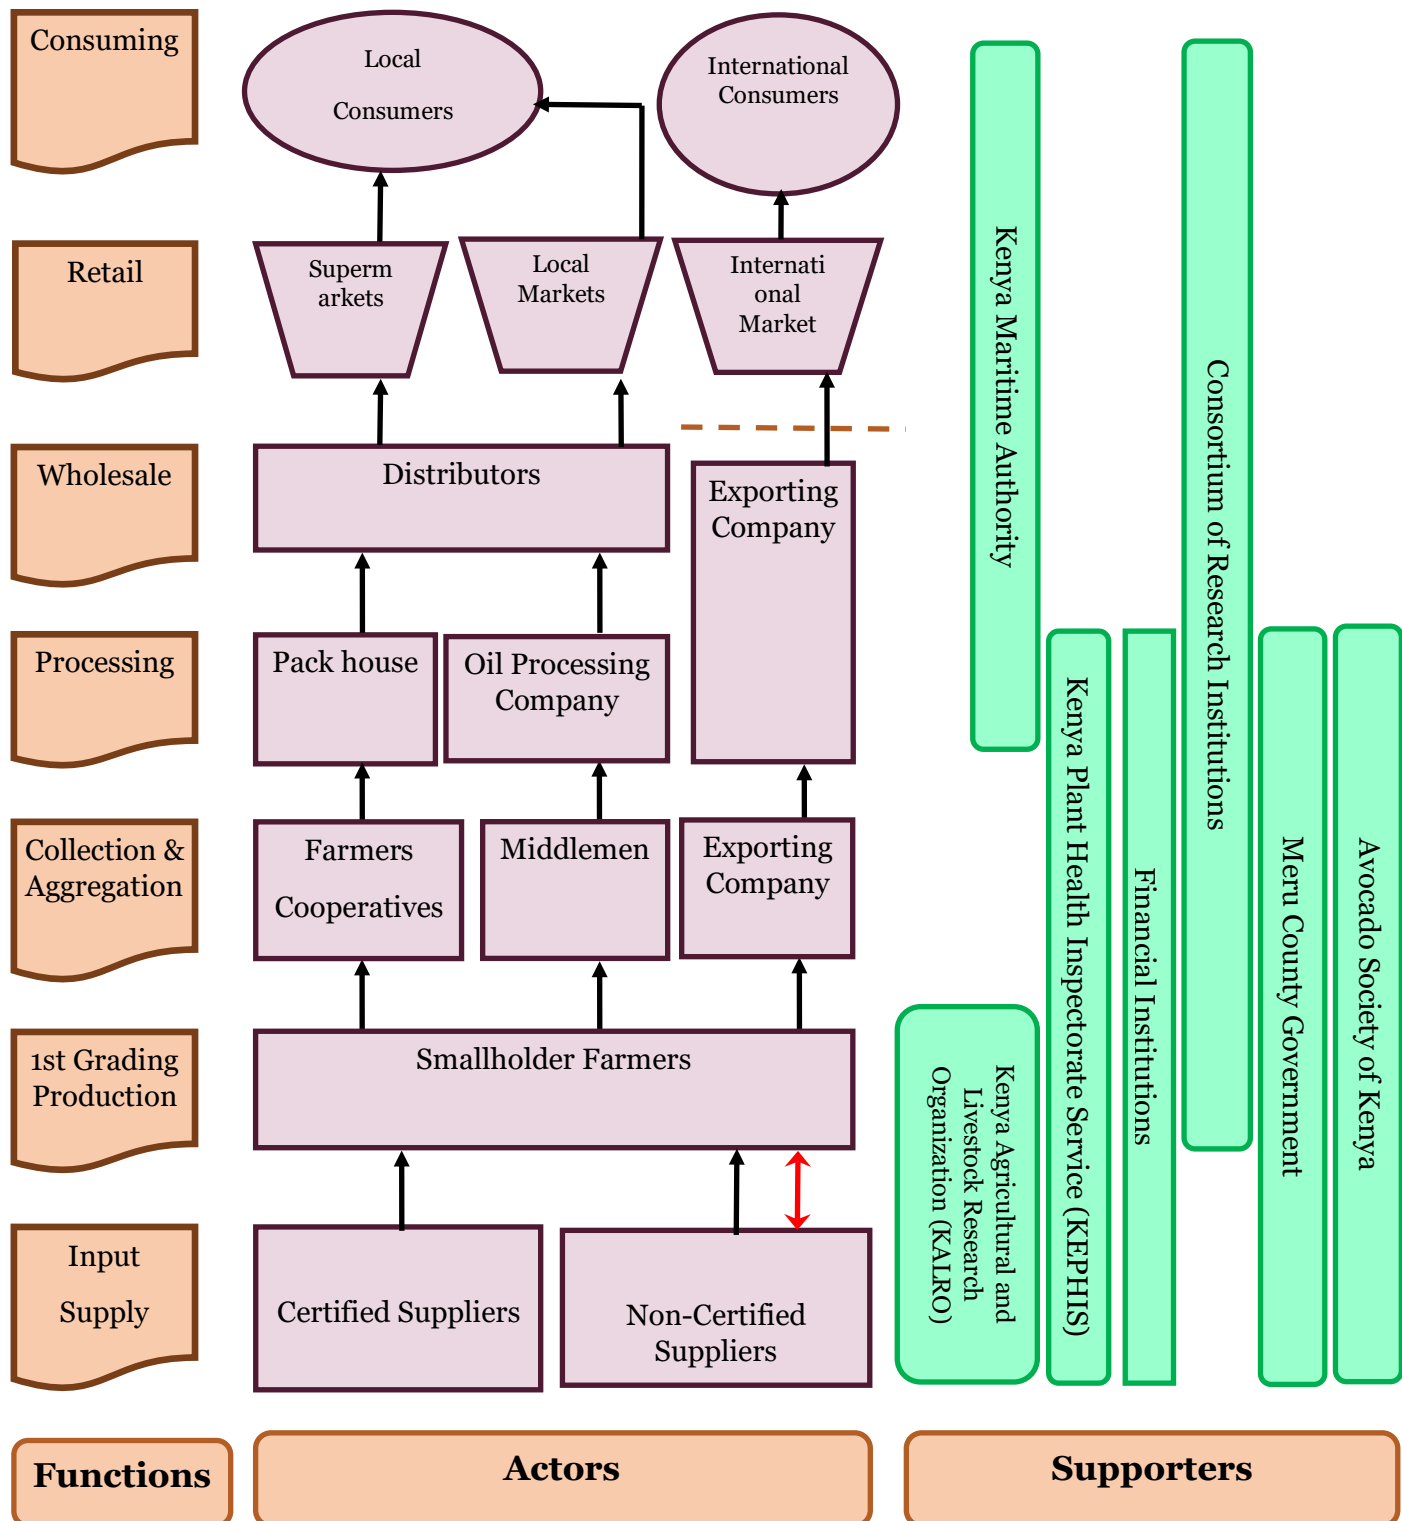 Consuming
Local
Consumers
International
Consumers
Retail
Superm
arkets
Local
Markets
Internati
onal
Market
Wholesale
Distributors
Exporting
Company
Processing
Pack house
Oil Processing
Company
Collection &
Aggregation
Farmers
Cooperatives
Middlemen
Exporting
Company
1st Grading
Production
Smallholder Farmers
Input
Supply
Certified Suppliers
Non-Certified
Suppliers
Kenya Agricultural and
Livestock Research
Organization (KALRO)
Kenya Maritime Authority
Kenya Plant Health Inspectorate Service (KEPHIS)
Financial Institutions
Consortium of Research Institutions
Meru County Government
Avocado Society of Kenya
Functions
Actors
Supporters